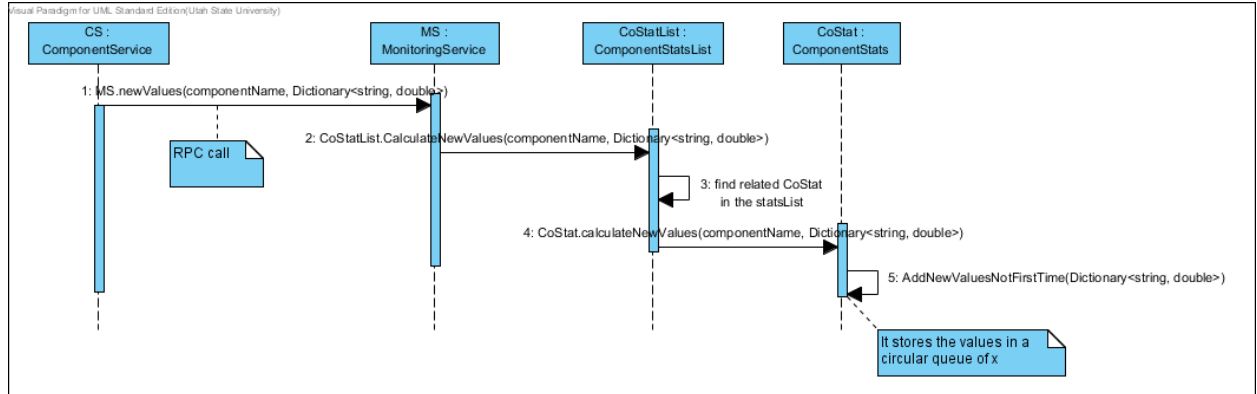 Visual Paradigm for UML Standard Edition(Utah State University)
CS :
ComponentService
MS :
MonitoringService
CoStatList :
ComponentStatsList
CoStat :
ComponentStats
1: MS.newValues(componentName, Dictionary<string, double>)
RPC call
2: CoStatList.CalculateNewValues(componentName, Dictionary<string, double>)
3: find related CoStat
in the statsList
4: CoStat.calculateNewValues(componentName, Dictionary<string, double>)
5: AddNewValuesNotFirstTime(Dictionary<string, double>)
It stores the values in a
circular queue of x